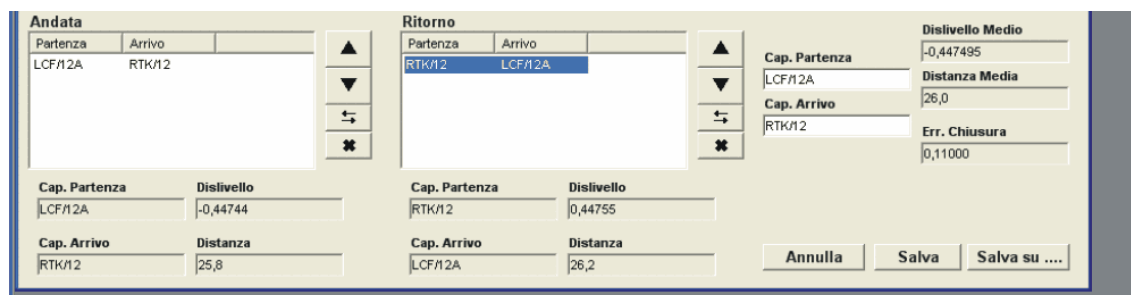 Andata
Partenza Arrivo
LCF/12A RTK/12
Cap. Partenza Dislivello
LCF/12A -0,44744
Cap. Arrivo Distanza
RTK/12 25,8
Ritorno
Partenza Arrivo
RTK/12 LCF/12A
Cap. Partenza Dislivello
RTK/12 0,44755
Cap. Arrivo Distanza
LCF/12A 26,2
Cap. Partenza
LCF/12A
Cap. Arrivo
RTK/12
Dislivello Medio
-0,447495
Distanza Media
26,0
Err. Chiusura
0,11000
Annulla Salva Salva su ....